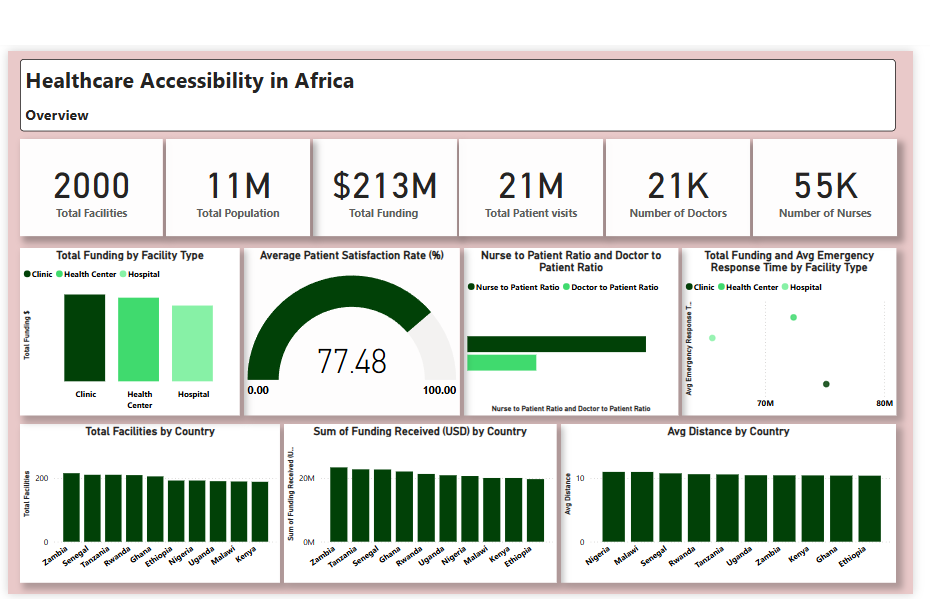 Healthcare Accessibility in Africa
Overview
2000
Total Facilities
11M
Total Population
$213M
Total Funding
21M
Total Patient visits
21K
Number of Doctors
55K
Number of Nurses
Total Funding by Facility Type
Clinic Health Center Hospital
Total Funding $
Clinic
Health
Center
Hospital
Average Patient Satisfaction Rate (%)
77.48
0.00
100.00
Nurse to Patient Ratio and Doctor to
Patient Ratio
Nurse to Patient Ratio Doctor to Patient Ratio
Nurse to Patient Ratio and Doctor to Patient Ratio
Total Funding and Avg Emergency
Response Time by Facility Type
Clinic Health Center Hospital
Avg Emergency Response T...
70M
80M
Total Facilities by Country
Total Facilities
200
0
Zambia
Senegal
Tanzania
Rwanda
Ghana
Ethiopia
Nigeria
Uganda
Malawi
Kenya
Sum of Funding Received (USD) by Country
Sum of Funding Received (U...
20M
0M
Zambia
Tanzania
Senegal
Ghana
Rwanda
Uganda
Nigeria
Malawi
Kenya
Ethiopia
Avg Distance by Country
Avg Distance
10
0
Nigeria
Malawi
Senegal
Rwanda
Tanzania
Uganda
Zambia
Kenya
Ghana
Ethiopia